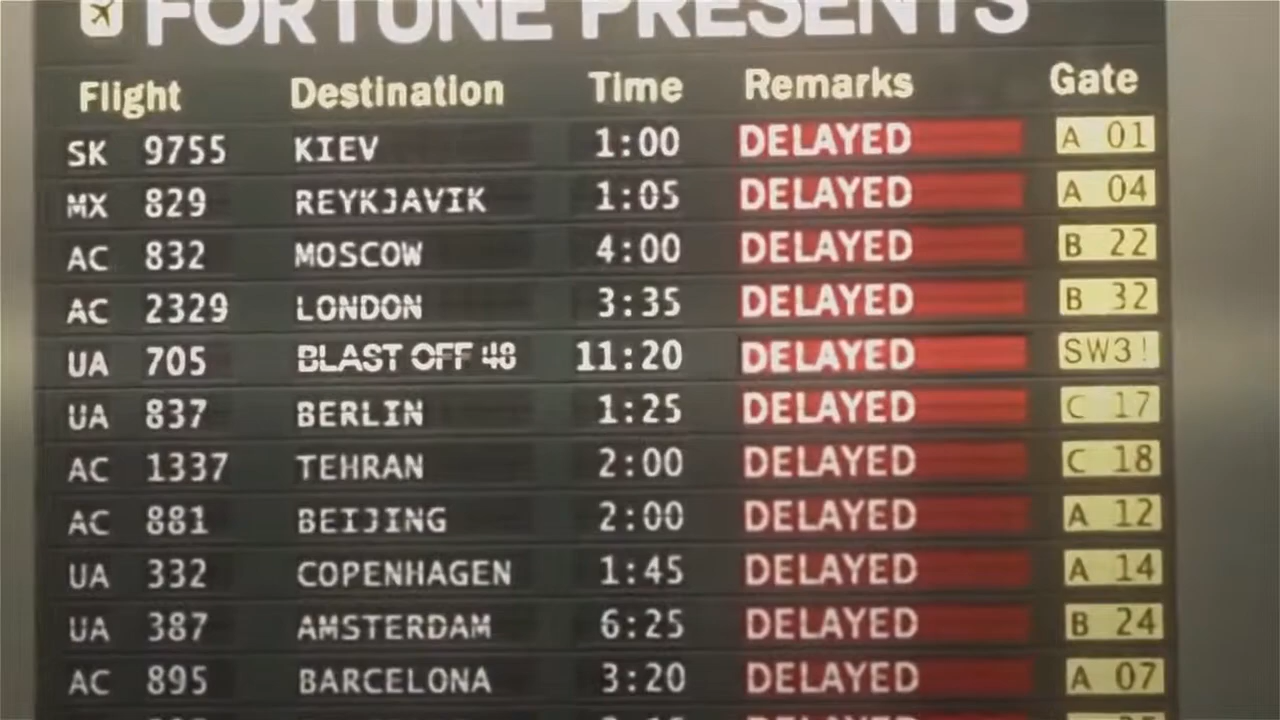 FORTUNE PRESENTS
Flight Destination Time Remarks Gate
SK 9755 KIEV 1:00 DELAYED A 01
MX 829 REYKJAVIK 1:05 DELAYED A 04
AC 832 MOSCOW 4:00 DELAYED B 22
AC 2329 LONDON 3:35 DELAYED B 32
UA 705 BLAST OFF 48 11:20 DELAYED SW3!
UA 837 BERLIN 1:25 DELAYED C 17
AC 1337 TEHRAN 2:00 DELAYED C 18
AC 881 BEIJING 2:00 DELAYED A 12
UA 332 COPENHAGEN 1:45 DELAYED A 14
UA 387 AMSTERDAM 6:25 DELAYED B 24
AC 895 BARCELONA 3:20 DELAYED A 07